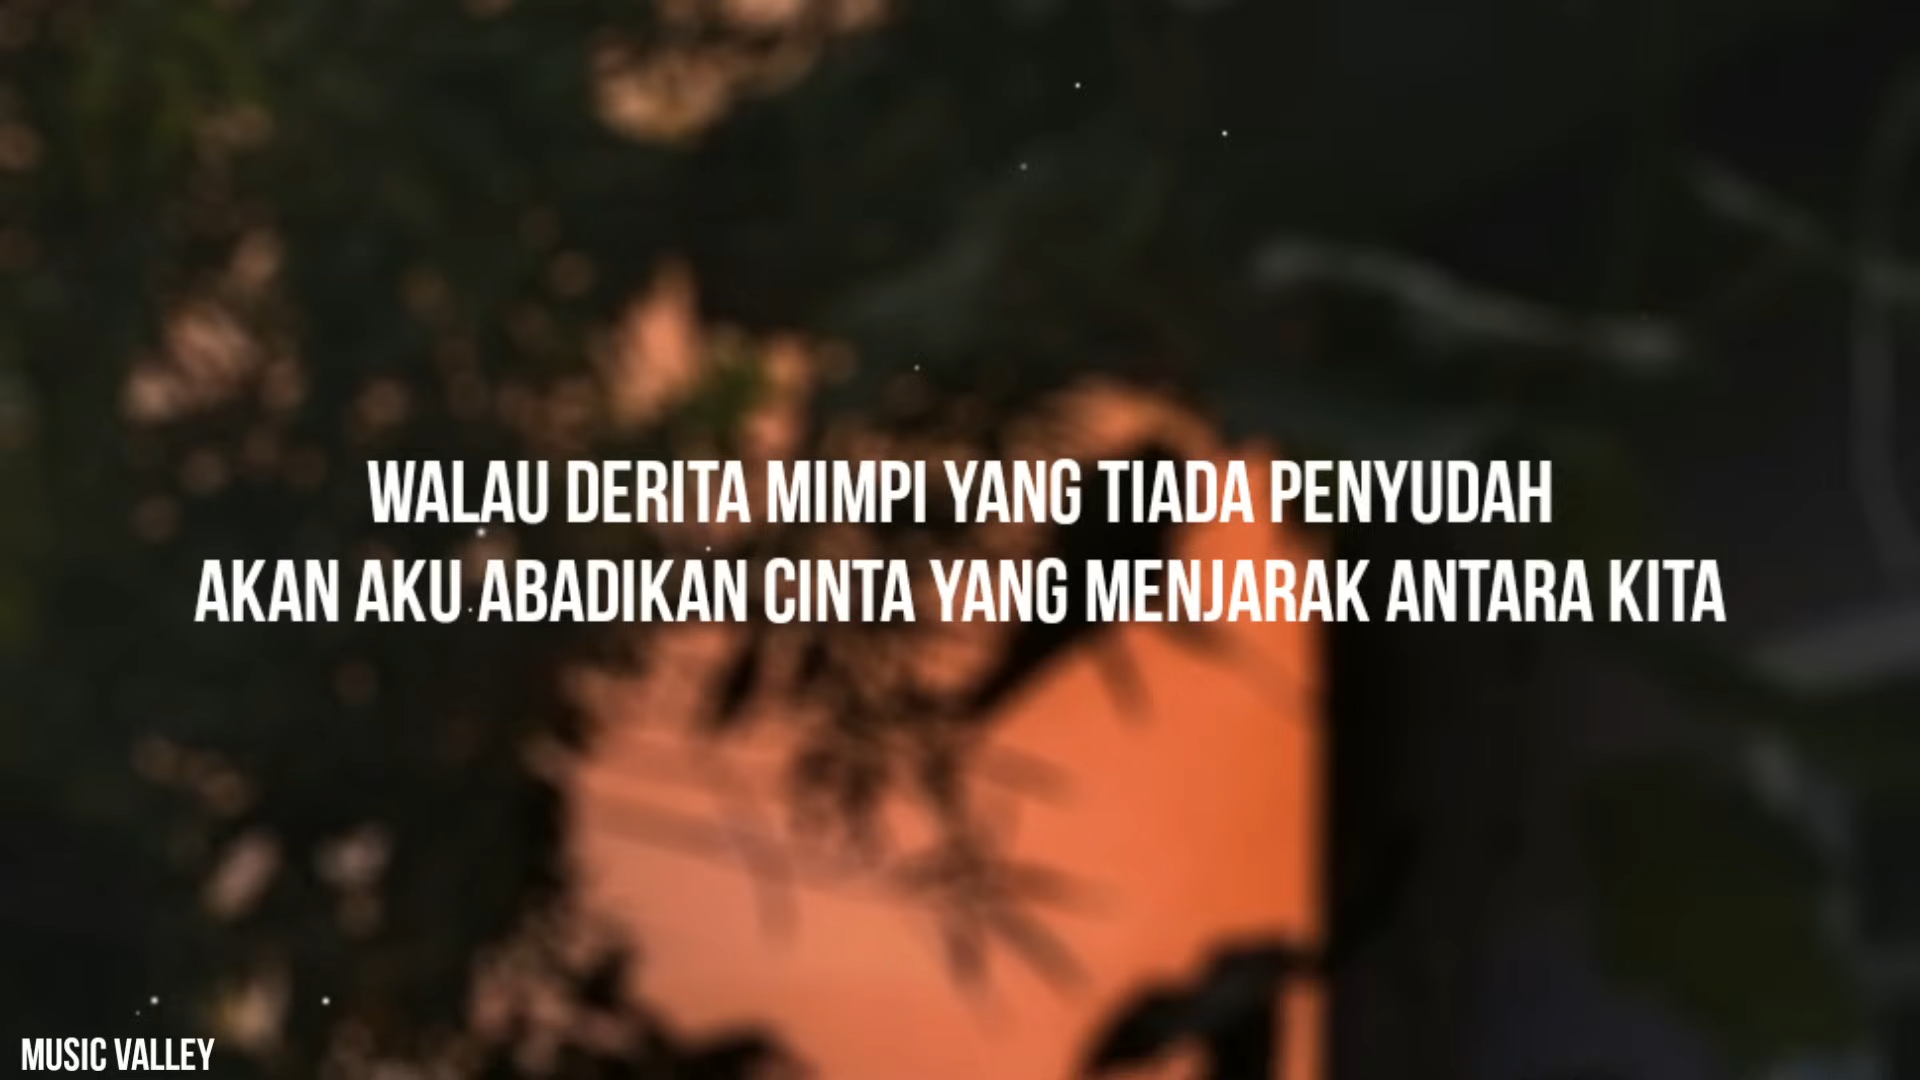 WALAU DERITA MIMPI YANG TIADA PENYUDAH
AKAN AKU ABADIKAN CINTA YANG MENJARAK ANTARA KITA
MUSIC VALLEY